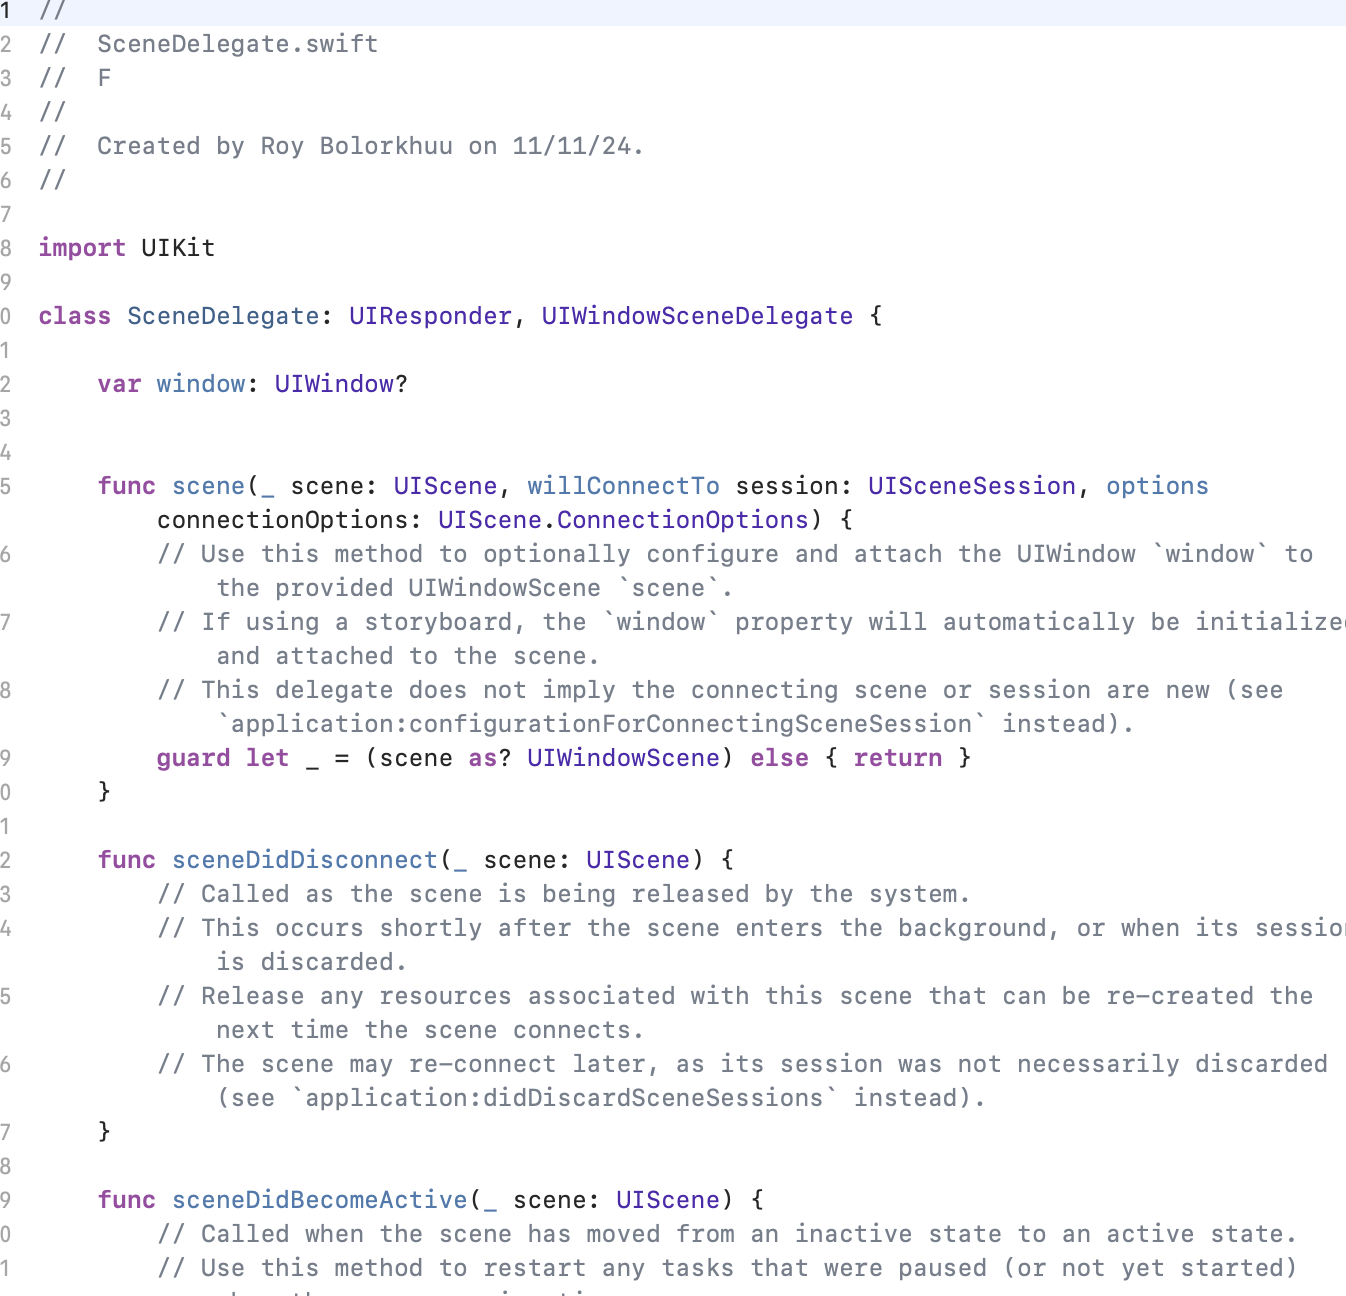 1 //
2 //  SceneDelegate.swift
3 //  F
4 //
5 //  Created by Roy Bolorkhuu on 11/11/24.
6 //
7
8 import UIKit
9
0 class SceneDelegate: UIResponder, UIWindowSceneDelegate {
1
2     var window: UIWindow?
3
4
5     func scene(_ scene: UIScene, willConnectTo session: UISceneSession, options
        connectionOptions: UIScene.ConnectionOptions) {
6         // Use this method to optionally configure and attach the UIWindow `window` to
            the provided UIWindowScene `scene`.
7         // If using a storyboard, the `window` property will automatically be initialized
            and attached to the scene.
8         // This delegate does not imply the connecting scene or session are new (see
            `application:configurationForConnectingSceneSession` instead).
9         guard let _ = (scene as? UIWindowScene) else { return }
0     }
1
2     func sceneDidDisconnect(_ scene: UIScene) {
3         // Called as the scene is being released by the system.
4         // This occurs shortly after the scene enters the background, or when its session
            is discarded.
5         // Release any resources associated with this scene that can be re-created the
            next time the scene connects.
6         // The scene may re-connect later, as its session was not necessarily discarded
            (see `application:didDiscardSceneSessions` instead).
7     }
8
9     func sceneDidBecomeActive(_ scene: UIScene) {
0         // Called when the scene has moved from an inactive state to an active state.
1         // Use this method to restart any tasks that were paused (or not yet started)